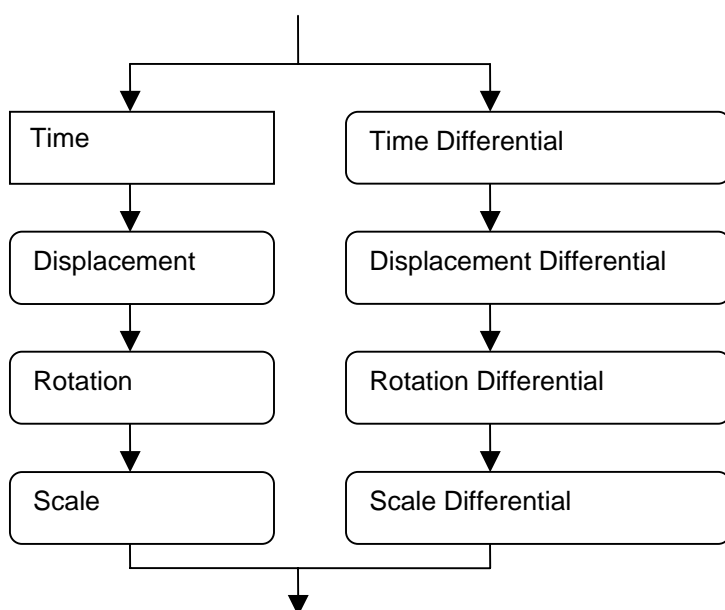 Time
Time Differential
Displacement
Displacement Differential
Rotation
Rotation Differential
Scale
Scale Differential